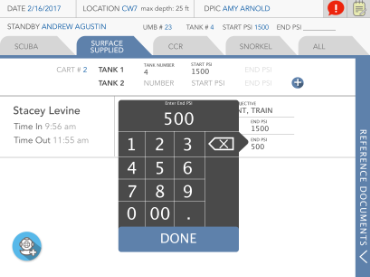 DATE 2/16/2017 LOCATION CW7 max depth: 25 ft DPIC AMY ARNOLD
STANDBY ANDREW AGUSTIN UMB # 23 TANK # 4 START PSI 1500 END PSI
SCUBA SURFACE SUPPLIED CCR SNORKEL ALL
CART # 2 TANK 1 TANK NUMBER 4 START PSI 1500 END PSI
TANK 2 NUMBER START PSI END PSI
Stacey Levine
Time In 9:56 am
Time Out 11:55 am
Enter End PSI
500
1 2 3
4 5 6
7 8 9
0 00 .
DONE
NT, TRAIN
END PSI
1500
END PSI
500
REFERENCE DOCUMENTS